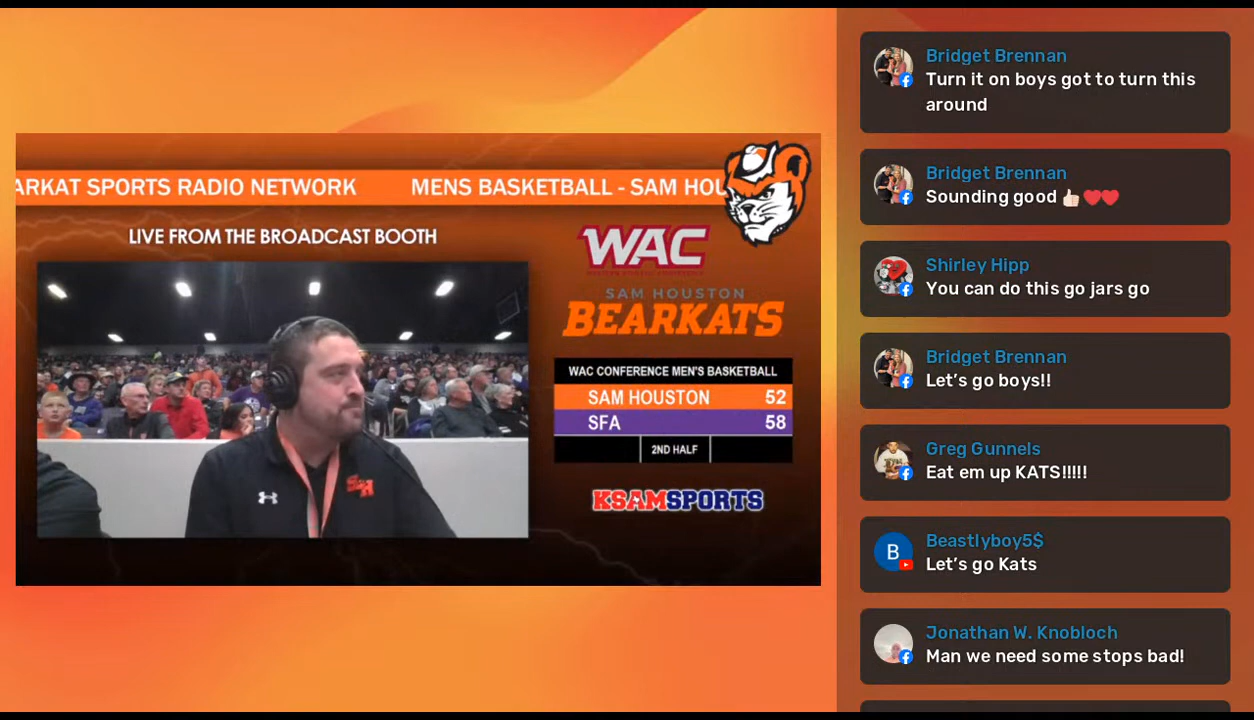 ARKAT SPORTS RADIO NETWORK MENS BASKETBALL - SAM HOU
LIVE FROM THE BROADCAST BOOTH
WAC
SAM HOUSTON
BEARKATS
WAC CONFERENCE MEN'S BASKETBALL
SAM HOUSTON 52
SFA 58
2ND HALF
KSAMSPORTS
Bridget Brennan
Turn it on boys got to turn this
around
Bridget Brennan
Sounding good 👍🏻❤️❤️
Shirley Hipp
You can do this go jars go
Bridget Brennan
Let’s go boys!!
Greg Gunnels
Eat em up KATS!!!!!
B
Beastlyboy5$
Let’s go Kats
Jonathan W. Knobloch
Man we need some stops bad!